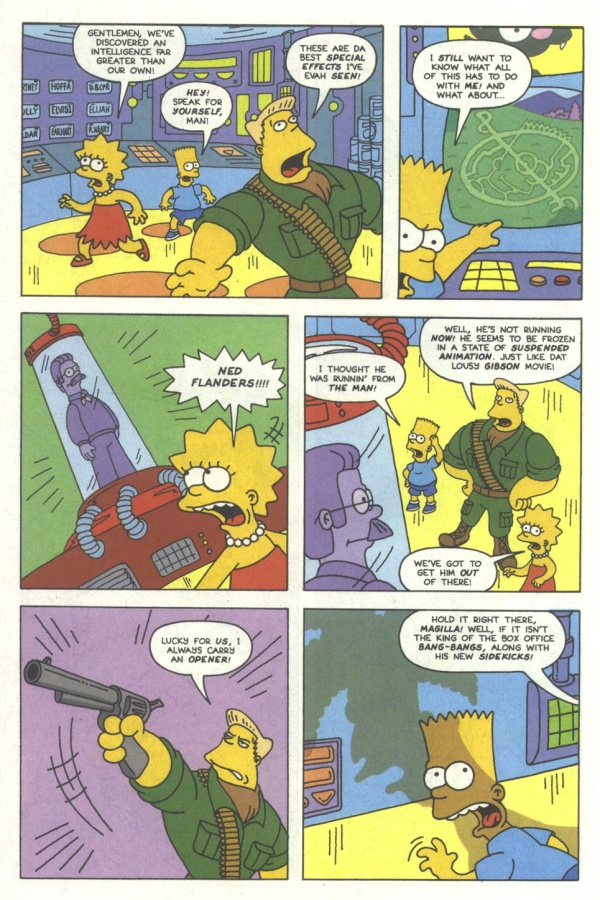 GENTLEMEN, WE'VE
DISCOVERED AN
INTELLIGENCE FAR
GREATER THAN
OUR OWN!
HEY!
SPEAK FOR
YOURSELF,
MAN!
THESE ARE DA
BEST SPECIAL
EFFECTS I'VE
EVAH SEEN!
HOFFA
D.B.CPR
ELVIS1
ELIJAH
EARHART
I STILL WANT TO
KNOW WHAT ALL
OF THIS HAS TO DO
WITH ME! AND
WHAT ABOUT...
NED
FLANDERS!!!!
I THOUGHT HE
WAS RUNNIN' FROM
THE MAN!
WELL, HE'S NOT RUNNING
NOW! HE SEEMS TO BE FROZEN
IN A STATE OF SUSPENDED
ANIMATION. JUST LIKE DAT
LOUSY GIBSON MOVIE!
WE'VE GOT TO
GET HIM OUT
OF THERE!
LUCKY FOR US, I
ALWAYS CARRY
AN OPENER!
HOLD IT RIGHT THERE,
MAGILLA! WELL, IF IT ISN'T
THE KING OF THE BOX OFFICE
BANG-BANGS, ALONG WITH
HIS NEW SIDEKICKS!